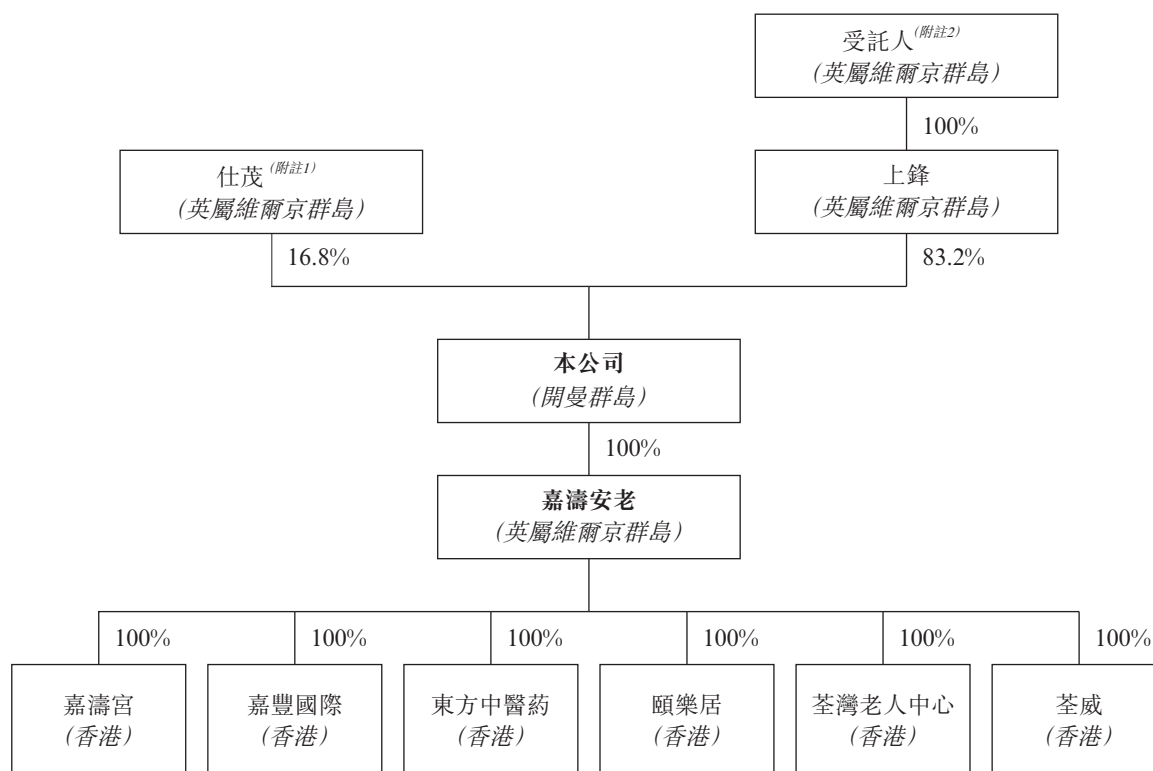 受託人(附註2)
(英屬維爾京群島)
100%
仕茂(附註1)
(英屬維爾京群島)
上鋒
(英屬維爾京群島)
16.8%
83.2%
本公司
(開曼群島)
100%
嘉濤安老
(英屬維爾京群島)
100%
100%
100%
100%
100%
100%
嘉濤宮
(香港)
嘉豐國際
(香港)
東方中醫葯
(香港)
頤樂居
(香港)
荃灣老人中心
(香港)
荃威
(香港)